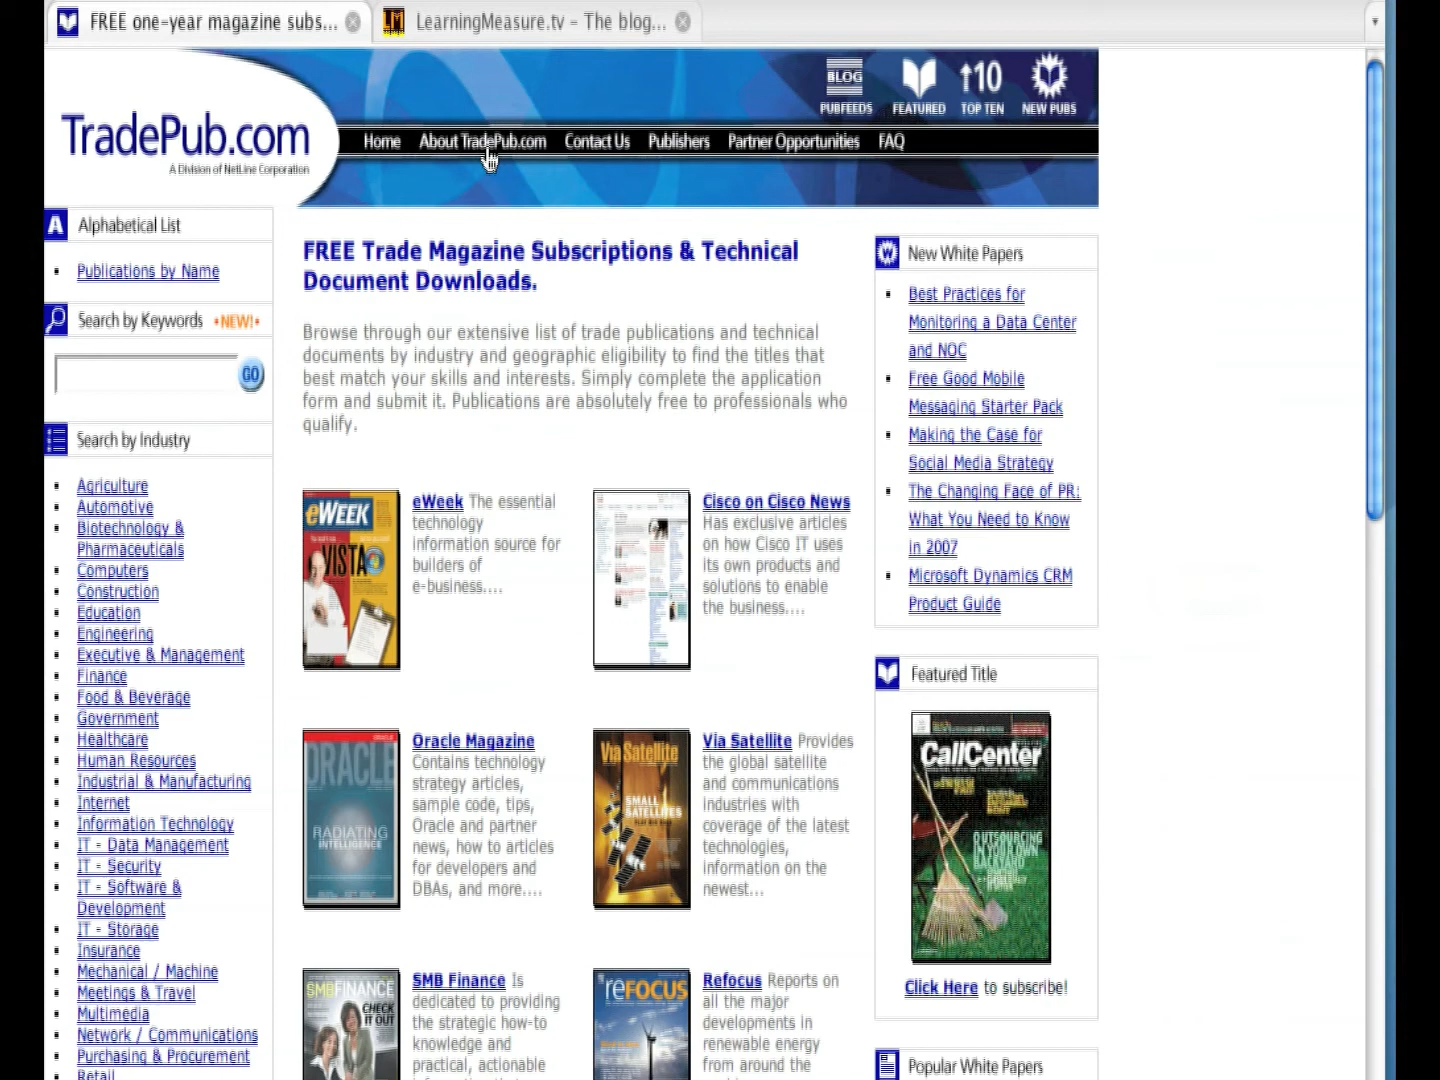 FREE one-year magazine subs...
LearningMeasure.tv - The blog...
TradePub.com
A Division of NetLine Corporation
BLOG
PUBFEEDS
FEATURED
10
TOP TEN
NEW PUBS
Home
About TradePub.com
Contact Us
Publishers
Partner Opportunities
FAQ
A
Alphabetical List
Publications by Name
Search by Keywords •NEW!•
GO
Search by Industry
Agriculture
Automotive
Biotechnology &
Pharmaceuticals
Computers
Construction
Education
Engineering
Executive & Management
Finance
Food & Beverage
Government
Healthcare
Human Resources
Industrial & Manufacturing
Internet
Information Technology
IT - Data Management
IT - Security
IT - Software &
Development
IT - Storage
Insurance
Mechanical / Machine
Meetings & Travel
Multimedia
Network / Communications
Purchasing & Procurement
Retail
FREE Trade Magazine Subscriptions & Technical
Document Downloads.
Browse through our extensive list of trade publications and technical
documents by industry and geographic eligibility to find the titles that
best match your skills and interests. Simply complete the application
form and submit it. Publications are absolutely free to professionals who
qualify.
eWEEK
VISTA
eWeek The essential
technology
information source for
builders of
e-business....
Cisco on Cisco News
Has exclusive articles
on how Cisco IT uses
its own products and
solutions to enable
the business....
ORACLE
RADIATING
INTELLIGENCE
Oracle Magazine
Contains technology
strategy articles,
sample code, tips,
Oracle and partner
news, how to articles
for developers and
DBAs, and more....
Via Satellite
SMALL
SATELLITES
Via Satellite Provides
the global satellite
and communications
industries with
coverage of the latest
technologies,
information on the
newest...
SMBFINANCE
CHECK
IT OUT
SMB Finance Is
dedicated to providing
the strategic how-to
knowledge and
practical, actionable
reFOCUS
Refocus Reports on
all the major
developments in
renewable energy
from around the
New White Papers
Best Practices for
Monitoring a Data Center
and NOC
Free Good Mobile
Messaging Starter Pack
Making the Case for
Social Media Strategy
The Changing Face of PR:
What You Need to Know
in 2007
Microsoft Dynamics CRM
Product Guide
Featured Title
CallCenter
OUTSOURCING
IN YOUR OWN
BACKYARD
Click Here to subscribe!
Popular White Papers